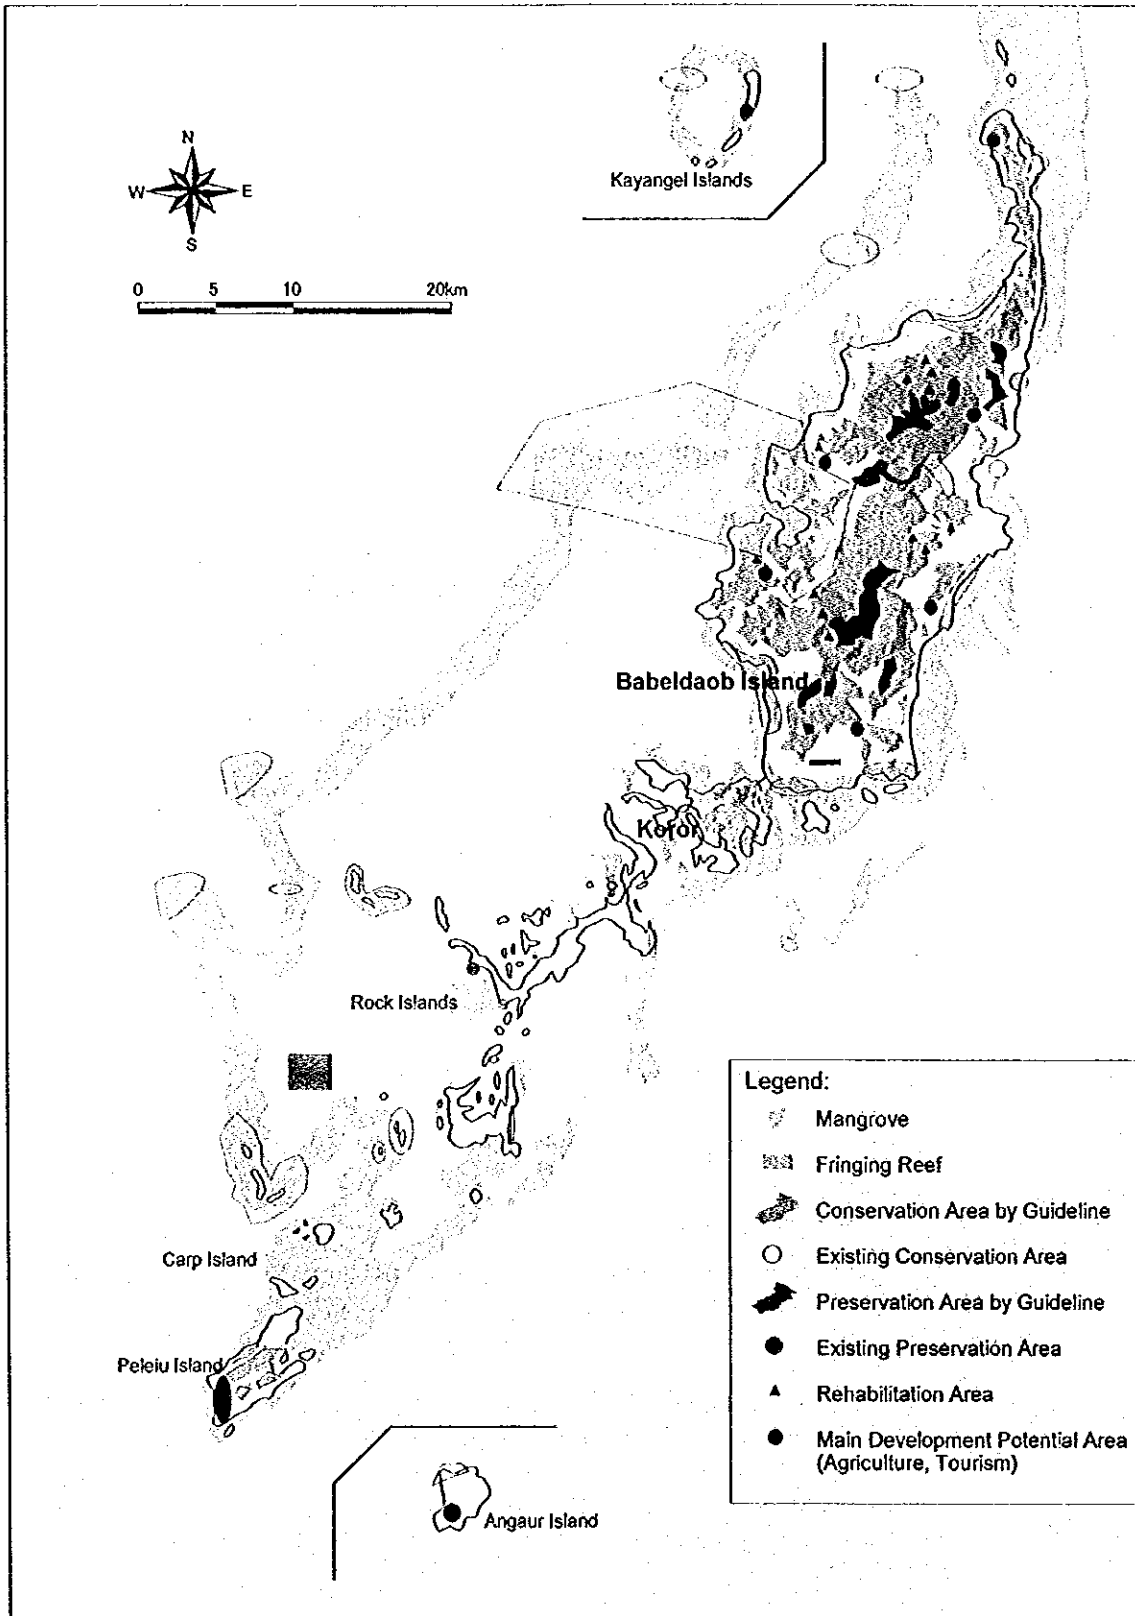 Kayangel Islands
N
W
E
S
0 5 10 20km
Babeldaob Island
Koror
Rock Islands
Carp Island
Peleiu Island
Angaur Island
Legend:
Mangrove
Fringing Reef
Conservation Area by Guideline
Existing Conservation Area
Preservation Area by Guideline
Existing Preservation Area
Rehabilitation Area
Main Development Potential Area
(Agriculture, Tourism)